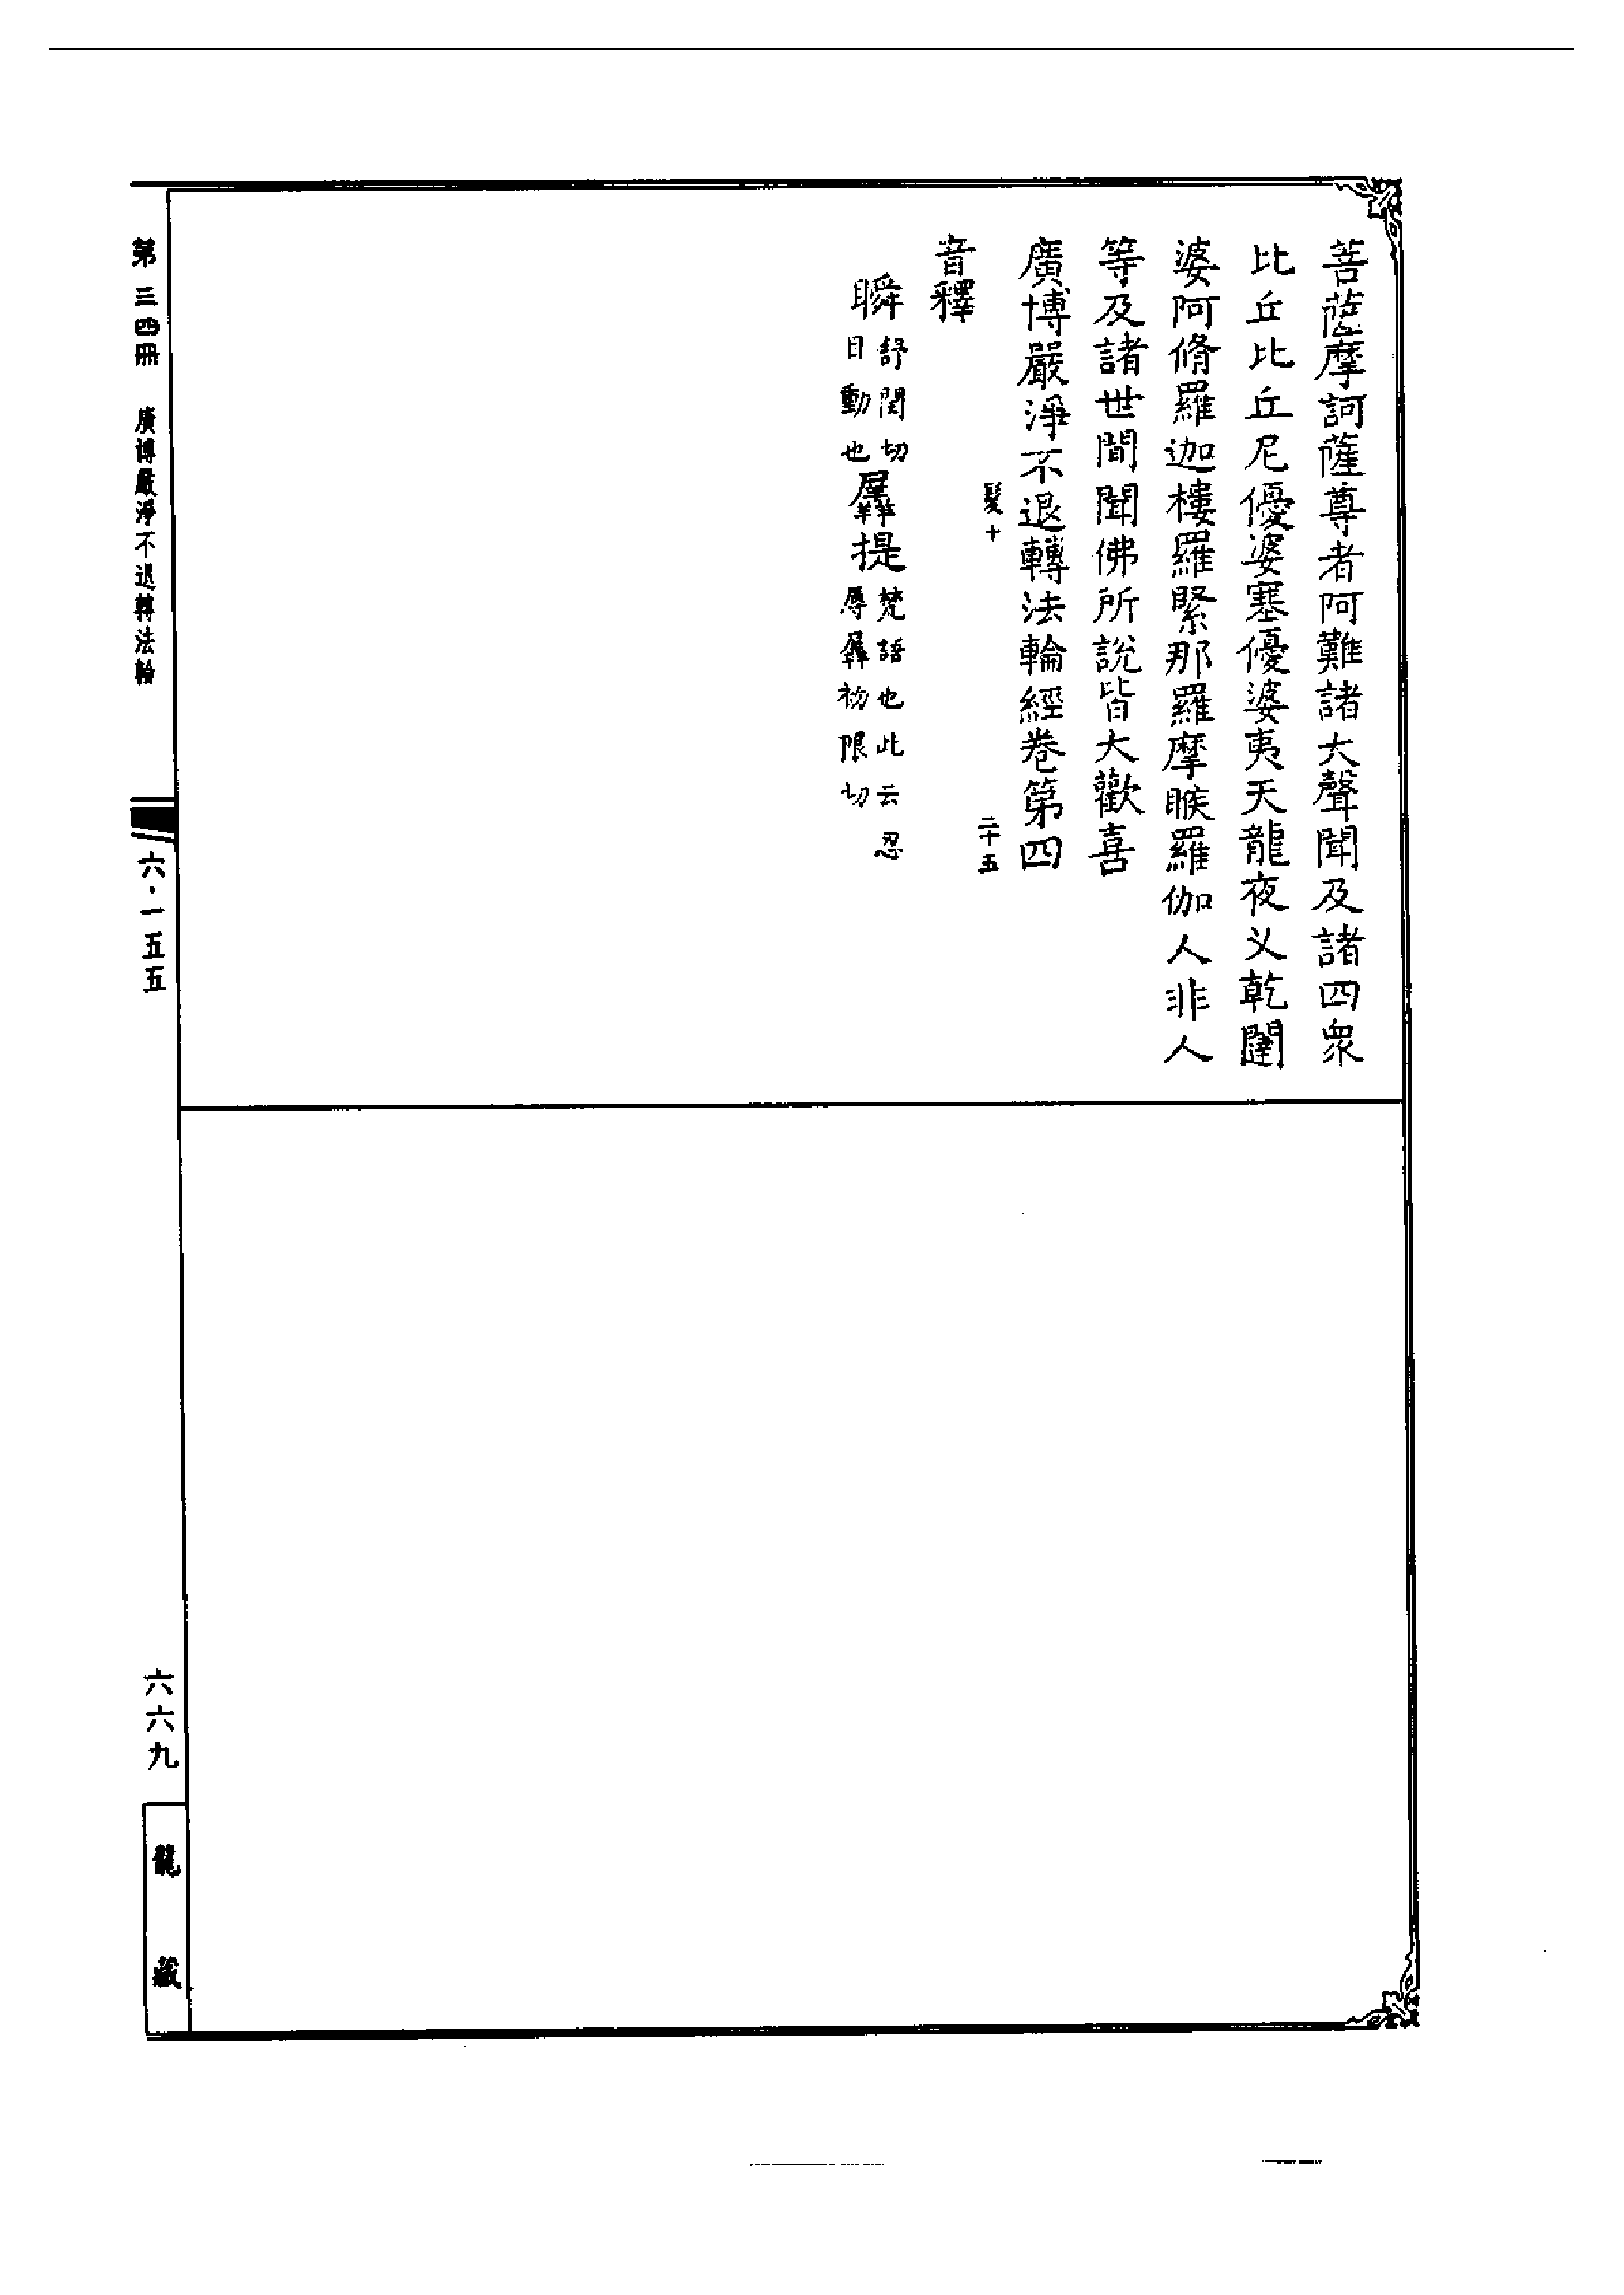 菩薩摩訶薩尊者阿難諸大聲聞及諸四衆
比丘比丘尼優婆塞優婆夷天龍夜乂乾闥
婆阿脩羅迦樓羅緊那羅摩睺羅伽人非人
等及諸世間聞佛所說皆大歡喜
廣博嚴淨不退轉法輪經卷第四
髮十 二十五
音釋
瞬舒閏切目動也羼提梵語也此云忍辱羼初限切
第三四冊 廣博嚴淨不退轉法輪
六·一五五
六六九
龍藏